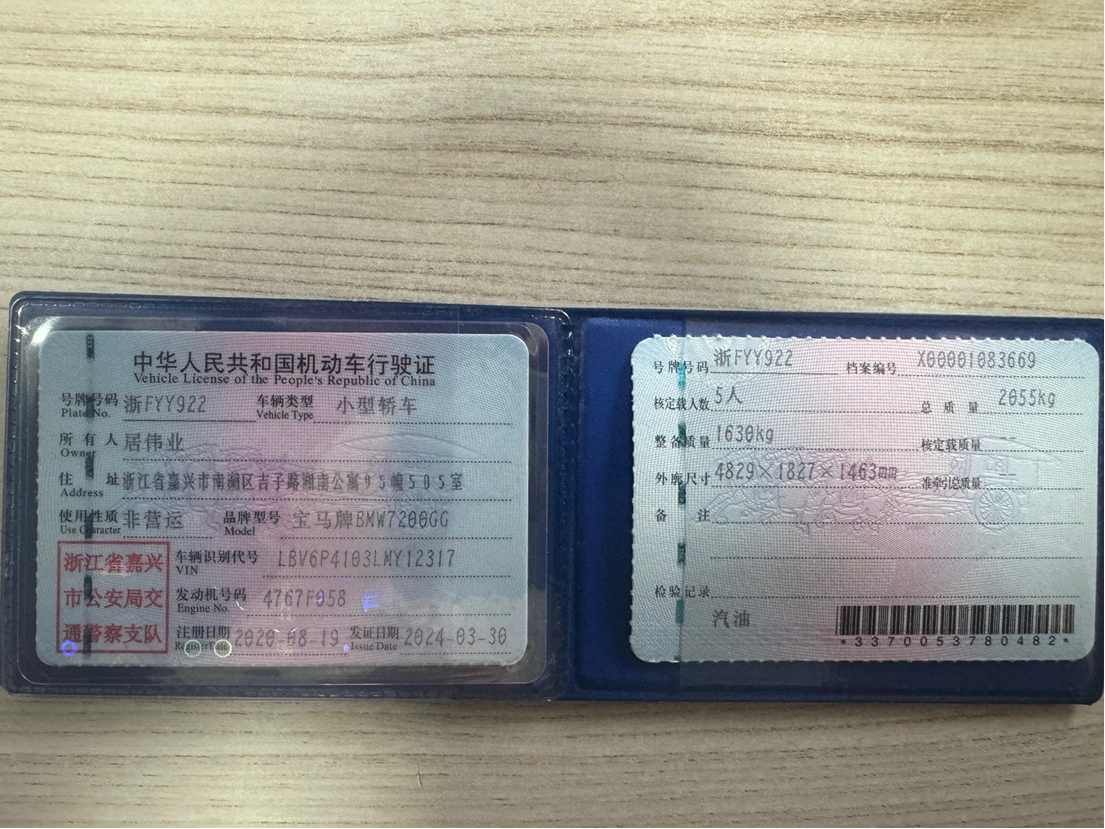 中华人民共和国机动车行驶证
Vehicle License of the People's Republic of China
号牌号码 浙FYY922 车辆类型 小型轿车
Plate No. Vehicle Type
所有人 居伟业
Owner
住址 浙江省嘉兴市南湖区吉子路湘南公寓95幢505室
Address
使用性质 非营运 品牌型号 宝马牌BMW7200GG
Use Character Model
浙江省嘉兴
市公安局交
通警察支队
车辆识别代号 LBV6P4103LMY12317
VIN
发动机号码 4767F058
Engine No.
注册日期 2020-08-19 发证日期 2024-03-30
Register Date Issue Date
号牌号码 浙FYY922 档案编号 X00001083669
核定载人数 5人 总质量 2055kg
整备质量 1630kg 核定载质量 --
外廓尺寸 4829×1827×1463mm 准牵引总质量 --
备注
检验记录
汽油
*3370053780482*